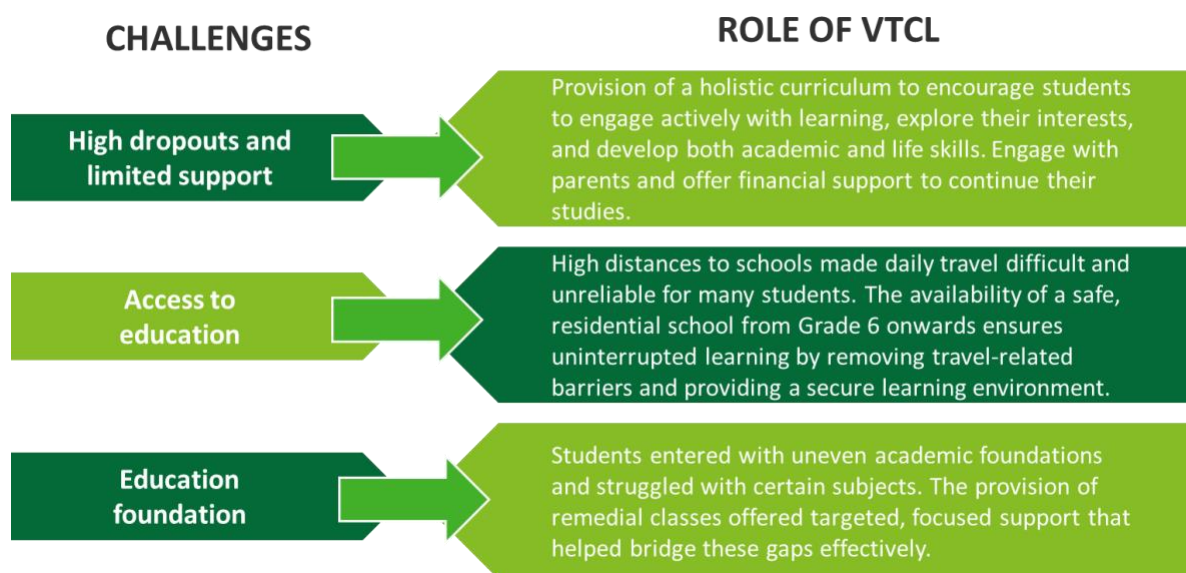 CHALLENGES
ROLE OF VTCL
High dropouts and
limited support
Provision of a holistic curriculum to encourage students
to engage actively with learning, explore their interests,
and develop both academic and life skills. Engage with
parents and offer financial support to continue their
studies.
Access to
education
High distances to schools made daily travel difficult and
unreliable for many students. The availability of a safe,
residential school from Grade 6 onwards ensures
uninterrupted learning by removing travel-related
barriers and providing a secure learning environment.
Education
foundation
Students entered with uneven academic foundations
and struggled with certain subjects. The provision of
remedial classes offered targeted, focused support that
helped bridge these gaps effectively.